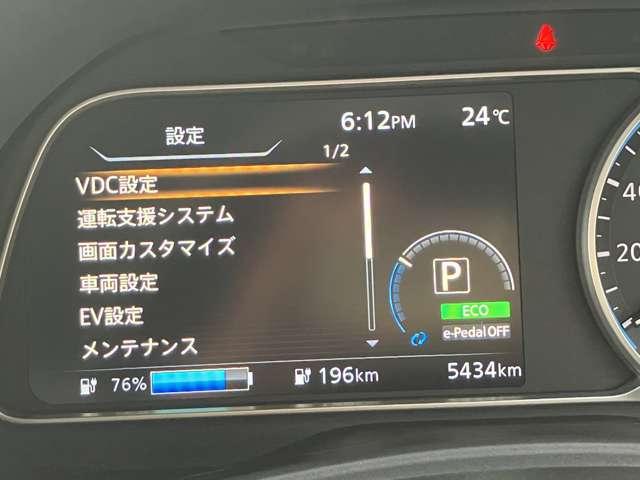 6:12PM 24℃
設定
1/2
VDC設定
運転支援システム
画面カスタマイズ
車両設定
EV設定
メンテナンス
P
ECO
e-Pedal OFF
76% 196km 5434km
40
20